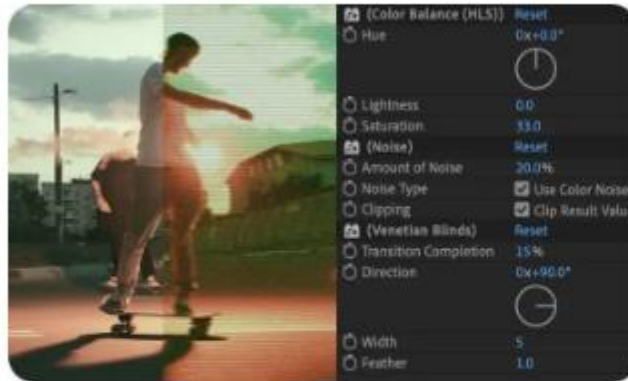 (Color Balance (HLS)) Reset
Hue 0x+0.0°
Lightness 0.0
Saturation 33.0
(Noise) Reset
Amount of Noise 20.0%
Noise Type Use Color Noise
Clipping Clip Result Valu
(Venetian Blinds) Reset
Transition Completion 15%
Direction 0x+90.0°
Width 5
Feather 1.0